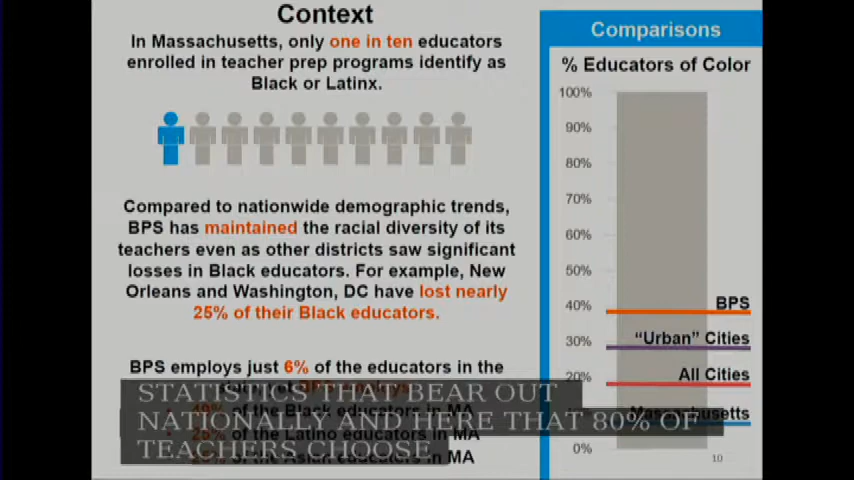 Context
In Massachusetts, only one in ten educators
enrolled in teacher prep programs identify as
Black or Latinx.
Compared to nationwide demographic trends,
BPS has maintained the racial diversity of its
teachers even as other districts saw significant
losses in Black educators. For example, New
Orleans and Washington, DC have lost nearly
25% of their Black educators.
BPS employs just 6% of the educators in the
of the Black educators in MA
of the Latino educators in MA
of the Asian educators in MA
STATISTICS THAT BEAR OUT
NATIONALLY AND HERE THAT 80% OF
TEACHERS CHOOSE
Comparisons
% Educators of Color
100%
90%
80%
70%
60%
50%
40%
30%
20%
0%
BPS
“Urban” Cities
All Cities
Massachusetts
10